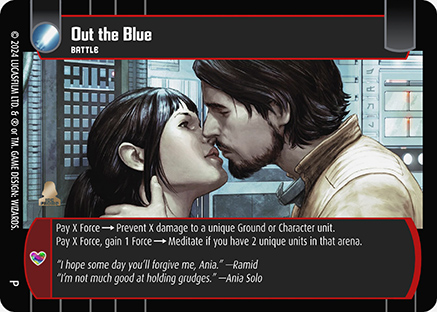 Out the Blue
BATTLE
© 2024 LUCASFILM LTD. & ® or TM. GAME DESIGN: WIZARDS.
Pay X Force → Prevent X damage to a unique Ground or Character unit.
Pay X Force, gain 1 Force → Meditate if you have 2 unique units in that arena.
"I hope some day you'll forgive me, Ania." —Ramid
"I'm not much good at holding grudges." —Ania Solo
P